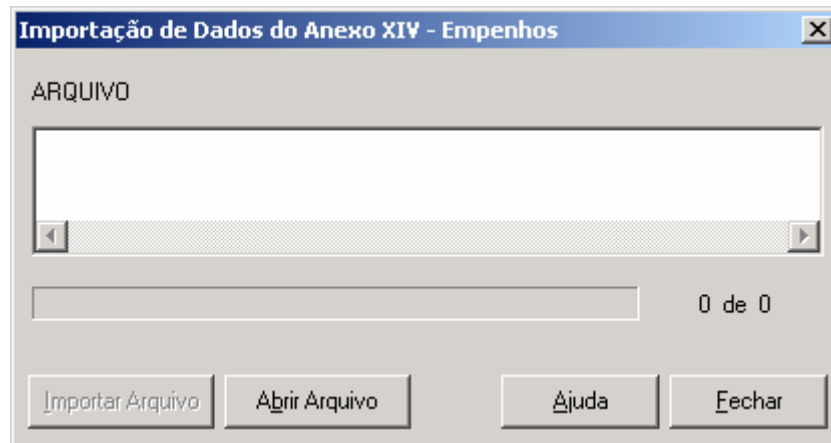 Importação de Dados do Anexo XIV - Empenhos
ARQUIVO
0 de 0
Importar Arquivo
Abrir Arquivo
Ajuda
Fechar